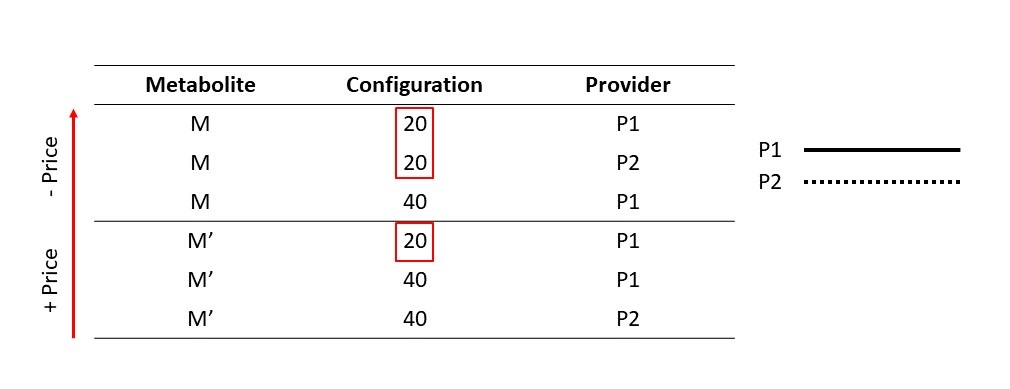 Metabolite Configuration Provider
M 20 P1
M 20 P2
M 40 P1
M’ 20 P1
M’ 40 P1
M’ 40 P2
- Price
+ Price
P1
P2